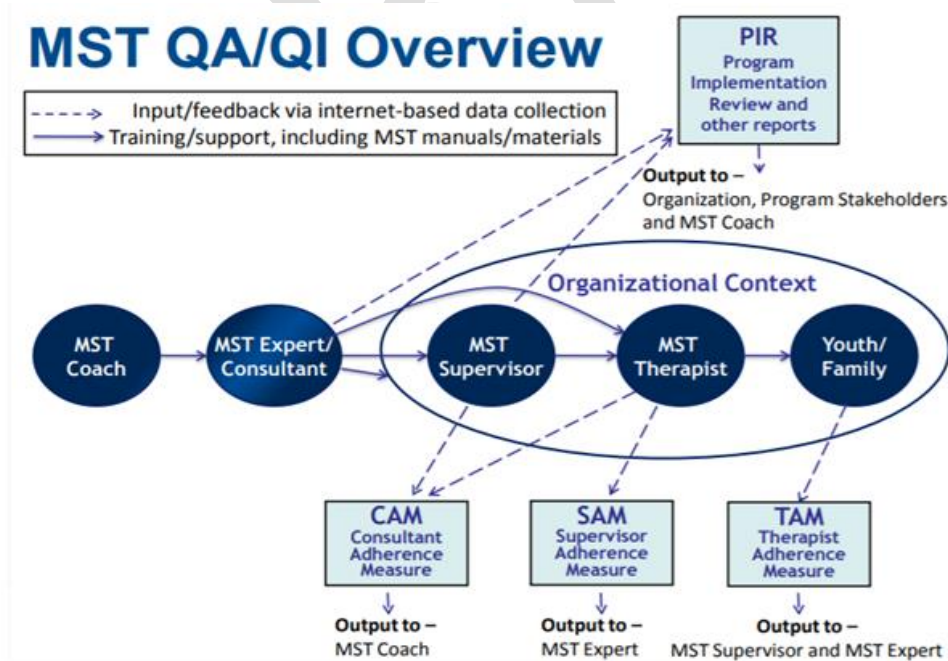 MST QA/QI Overview
Input/feedback via internet-based data collection
Training/support, including MST manuals/materials
PIR
Program
Implementation
Review and
other reports
Output to –
Organization, Program Stakeholders
and MST Coach
Organizational Context
MST
Coach
MST Expert/
Consultant
MST
Supervisor
MST
Therapist
Youth/
Family
CAM
Consultant
Adherence
Measure
SAM
Supervisor
Adherence
Measure
TAM
Therapist
Adherence
Measure
Output to –
MST Coach
Output to –
MST Expert
Output to –
MST Supervisor and MST Expert